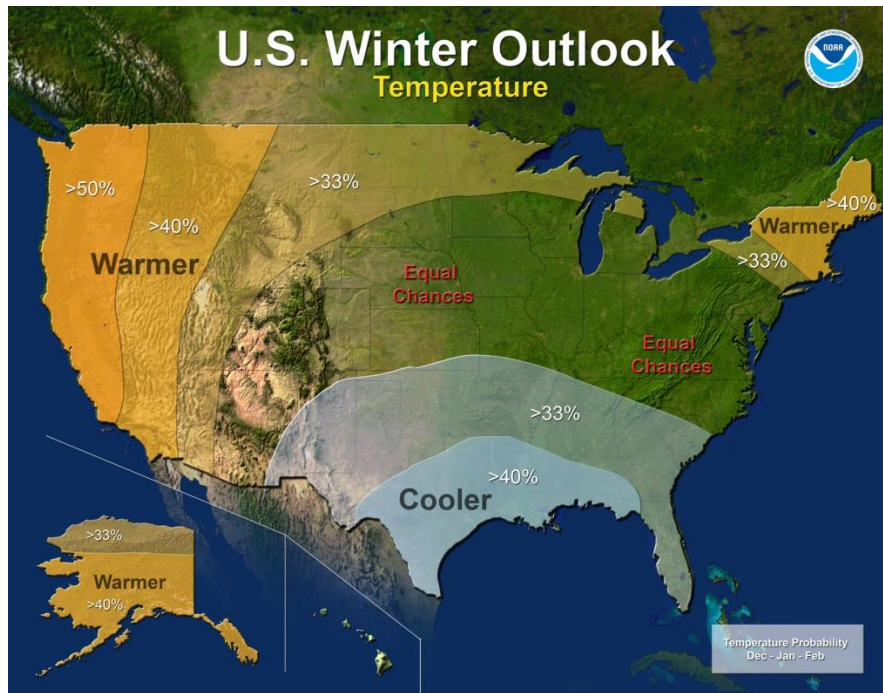 U.S. Winter Outlook
Temperature
NOAA
>50%
>40%
>33%
Warmer
Equal
Chances
>40%
Warmer
>33%
Equal
Chances
>33%
>40%
Cooler
>33%
Warmer
>40%
Temperature Probability
Dec - Jan - Feb